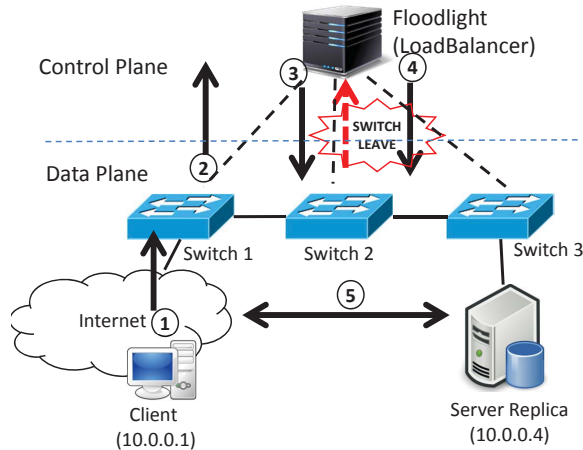 Floodlight
(LoadBalancer)
Control Plane
3
4
SWITCH
LEAVE
2
Data Plane
Switch 1
Switch 2
Switch 3
5
Internet
1
Client
(10.0.0.1)
Server Replica
(10.0.0.4)